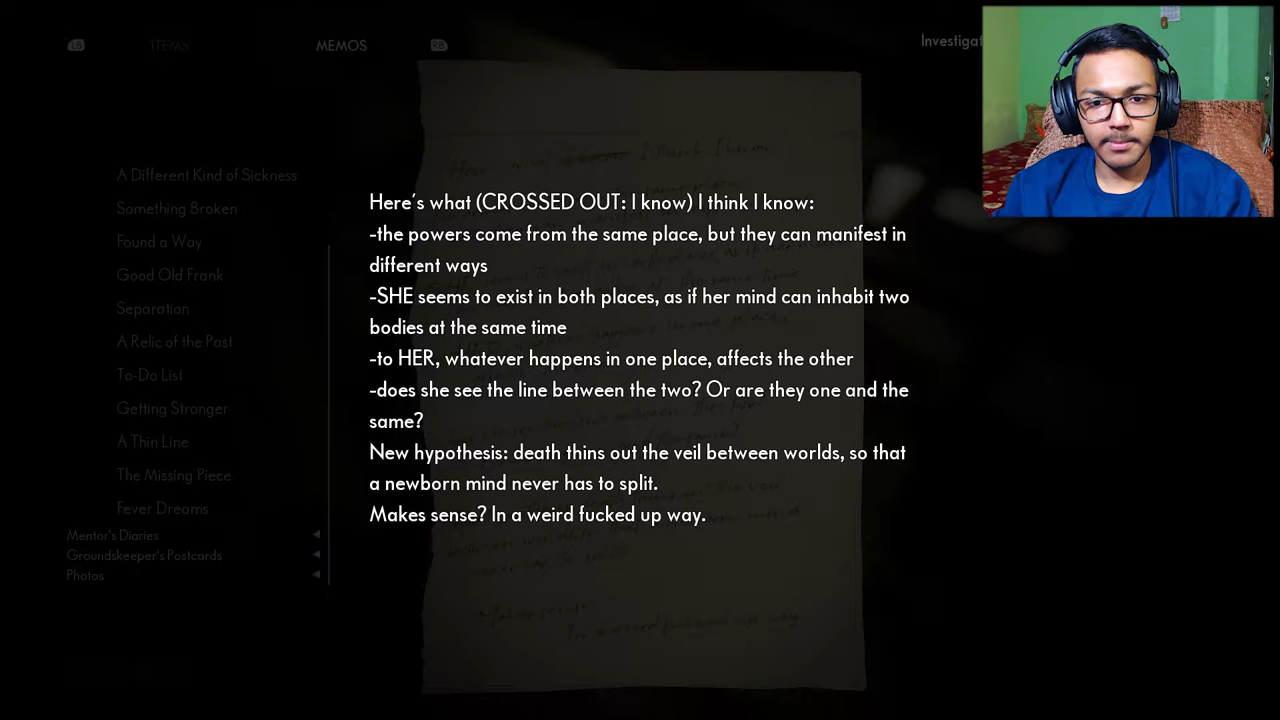 LB
ITEMS
MEMOS
RB
Investigat
A Different Kind of Sickness
Something Broken
Found a Way
Good Old Frank
Separation
A Relic of the Past
To-Do List
Getting Stronger
A Thin Line
The Missing Piece
Fever Dreams
Mentor's Diaries
Groundskeeper's Postcards
Photos
Here's what (CROSSED OUT: I know) I think I know:
-the powers come from the same place, but they can manifest in
different ways
-SHE seems to exist in both places, as if her mind can inhabit two
bodies at the same time
-to HER, whatever happens in one place, affects the other
-does she see the line between the two? Or are they one and the
same?
New hypothesis: death thins out the veil between worlds, so that
a newborn mind never has to split.
Makes sense? In a weird fucked up way.